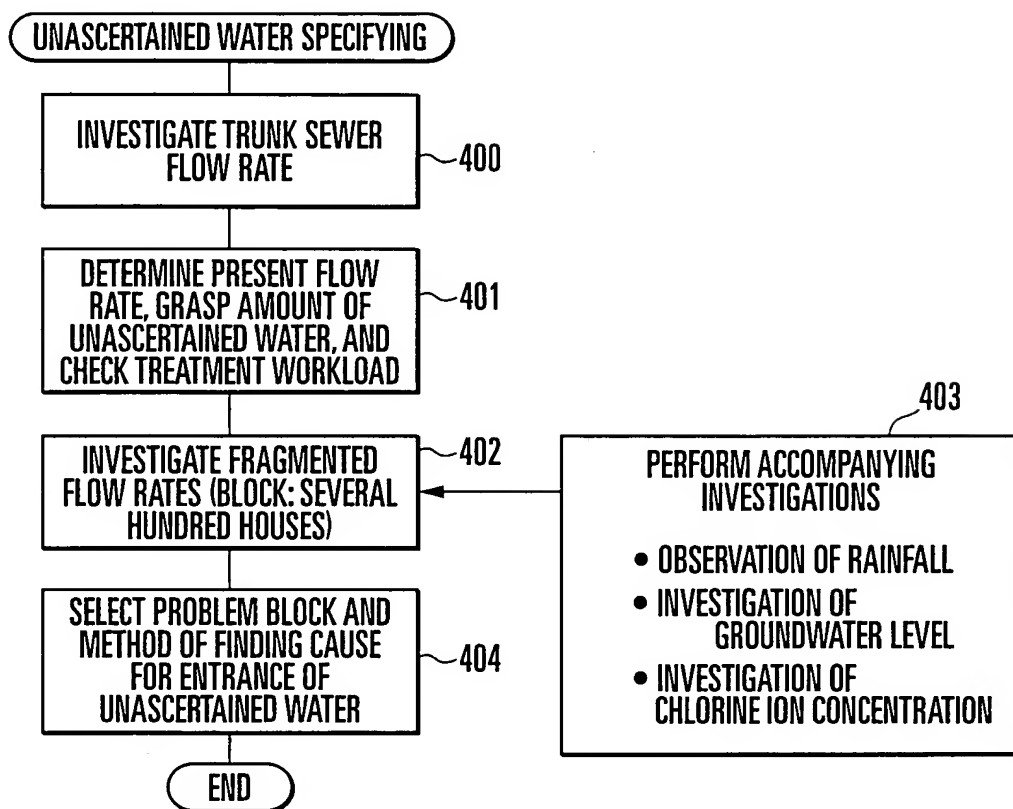 UNASCERTAINED WATER SPECIFYING
INVESTIGATE TRUNK SEWER
FLOW RATE
400
DETERMINE PRESENT FLOW
RATE, GRASP AMOUNT OF
UNASCERTAINED WATER, AND
CHECK TREATMENT WORKLOAD
401
INVESTIGATE FRAGMENTED
FLOW RATES (BLOCK: SEVERAL
HUNDRED HOUSES)
402
403
PERFORM ACCOMPANYING
INVESTIGATIONS
• OBSERVATION OF RAINFALL
• INVESTIGATION OF
GROUNDWATER LEVEL
• INVESTIGATION OF
CHLORINE ION CONCENTRATION
SELECT PROBLEM BLOCK AND
METHOD OF FINDING CAUSE
FOR ENTRANCE OF
UNASCERTAINED WATER
404
END